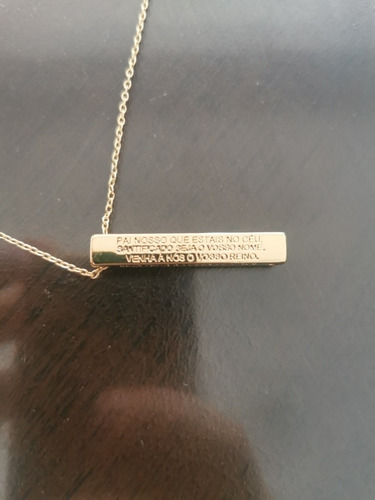 PAI NOSSO QUE ESTAIS NO CÉU,
SANTIFICADO SEJA O VOSSO NOME,
VENHA A NÓS O VOSSO REINO.